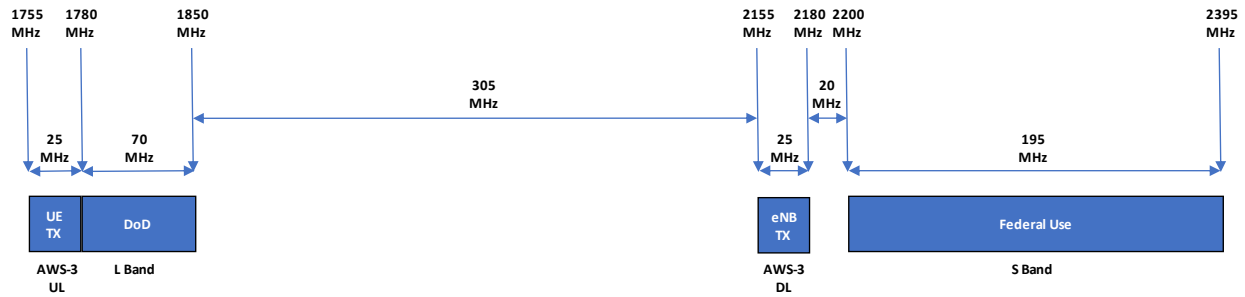 1755 1780 1850 2155 2180 2200 2395
MHz MHz MHz MHz MHz MHz MHz
305
MHz
20
MHz
25
MHz
70
MHz
25
MHz
195
MHz
UE
TX
DoD
eNB
TX
Federal Use
AWS-3
UL
L Band
AWS-3
DL
S Band